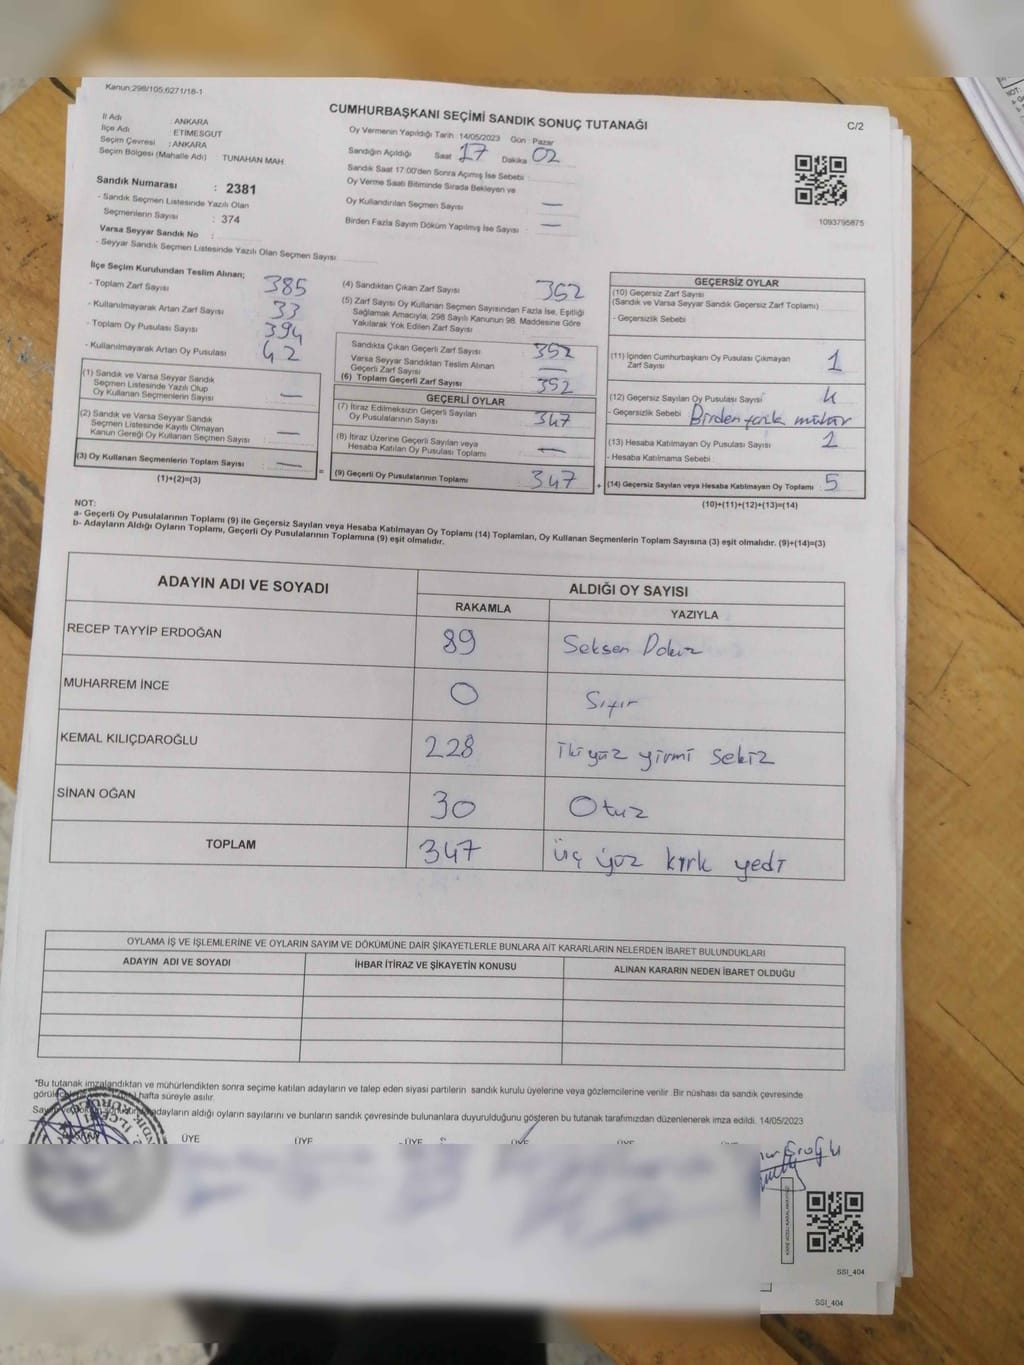 Kanun;298/105;6271/18-1
CUMHURBAŞKANI SEÇİMİ SANDIK SONUÇ TUTANAĞI
C/2
İl Adı : ANKARA
İlçe Adı : ETİMESGUT
Seçim Çevresi : ANKARA
Seçim Bölgesi (Mahalle Adı) TUNAHAN MAH
Sandık Numarası : 2381
- Sandık Seçmen Listesinde Yazılı Olan
Seçmenlerin Sayısı : 374
Varsa Seyyar Sandık No :
- Seyyar Sandık Seçmen Listesinde Yazılı Olan Seçmen Sayısı
Oy Vermenin Yapıldığı Tarih :14/05/2023 Gün : Pazar
Sandığın Açıldığı Saat 17 Dakika 02
Sandık Saat 17:00'den Sonra Açılmış İse Sebebi :
Oy Verme Saati Bitiminde Sırada Bekleyen ve
Oy Kullandırılan Seçmen Sayısı —
Birden Fazla Sayım Döküm Yapılmış İse Sayısı —
1093795875
İlçe Seçim Kurulundan Teslim Alınan;
- Toplam Zarf Sayısı 385
- Kullanılmayarak Artan Zarf Sayısı 33
- Toplam Oy Pusulası Sayısı 394
- Kullanılmayarak Artan Oy Pusulası 42
(1) Sandık ve Varsa Seyyar Sandık
Seçmen Listesinde Yazılı Olup
Oy Kullanan Seçmenlerin Sayısı —
(2) Sandık ve Varsa Seyyar Sandık
Seçmen Listesinde Kayıtlı Olmayan
Kanun Gereği Oy Kullanan Seçmen Sayısı —
(3) Oy Kullanan Seçmenlerin Toplam Sayısı —
(1)+(2)=(3)
=
(4) Sandıktan Çıkan Zarf Sayısı 352
(5) Zarf Sayısı Oy Kullanan Seçmen Sayısından Fazla İse, Eşitliği
Sağlamak Amacıyla, 298 Sayılı Kanunun 98. Maddesine Göre
Yakılarak Yok Edilen Zarf Sayısı
Sandıkta Çıkan Geçerli Zarf Sayısı 352
Varsa Seyyar Sandıktan Teslim Alınan
Geçerli Zarf Sayısı —
(6) Toplam Geçerli Zarf Sayısı 352
GEÇERLİ OYLAR
(7) İtiraz Edilmeksizin Geçerli Sayılan
Oy Pusulalarının Sayısı 347
(8) İtiraz Üzerine Geçerli Sayılan veya
Hesaba Katılan Oy Pusulası Toplamı —
(9) Geçerli Oy Pusulalarının Toplamı 347
+
GEÇERSİZ OYLAR
(10) Geçersiz Zarf Sayısı
(Sandık ve Varsa Seyyar Sandık Geçersiz Zarf Toplamı)
- Geçersizlik Sebebi
(11) İçinden Cumhurbaşkanı Oy Pusulası Çıkmayan
Zarf Sayısı 1
(12) Geçersiz Sayılan Oy Pusulası Sayısı 4
- Geçersizlik Sebebi Birden fazla mühür
(13) Hesaba Katılmayan Oy Pusulası Sayısı 1
- Hesaba Katılmama Sebebi
(14) Geçersiz Sayılan veya Hesaba Katılmayan Oy Toplamı 5
(10)+(11)+(12)+(13)=(14)
NOT:
a- Geçerli Oy Pusulalarının Toplamı (9) ile Geçersiz Sayılan veya Hesaba Katılmayan Oy Toplamı (14) Toplamları, Oy Kullanan Seçmenlerin Toplam Sayısına (3) eşit olmalıdır. (9)+(14)=(3)
b- Adayların Aldığı Oyların Toplamı, Geçerli Oy Pusulalarının Toplamına (9) eşit olmalıdır.
ADAYIN ADI VE SOYADI
ALDIĞI OY SAYISI
RAKAMLA YAZIYLA
RECEP TAYYİP ERDOĞAN 89 Seksen Dokuz
MUHARREM İNCE 0 Sıfır
KEMAL KILIÇDAROĞLU 228 iki yüz yirmi sekiz
SİNAN OĞAN 30 Otuz
TOPLAM 347 üç yüz kırk yedi
OYLAMA İŞ VE İŞLEMLERİNE VE OYLARIN SAYIM VE DÖKÜMÜNE DAİR ŞİKAYETLERLE BUNLARA AİT KARARLARIN NELERDEN İBARET BULUNDUKLARI
ADAYIN ADI VE SOYADI İHBAR İTİRAZ VE ŞİKAYETİN KONUSU ALINAN KARARIN NEDEN İBARET OLDUĞU
"Bu tutanak imzalandıktan ve mühürlendikten sonra seçime katılan adayların ve talep eden siyasi partilerin sandık kurulu üyelerine veya gözlemcilerine verilir. Bir nüshası da sandık çevresinde
hafta süreyle asılır.
adayların aldığı oyların sayılarını ve bunların sandık çevresinde bulunanlara duyurulduğunu gösteren bu tutanak tarafımızdan düzenlenerek imza edildi. 14/05/2023
ÜYE ÜYE ÜYE ÜYE ÜYE
SSI_404
SSI_404